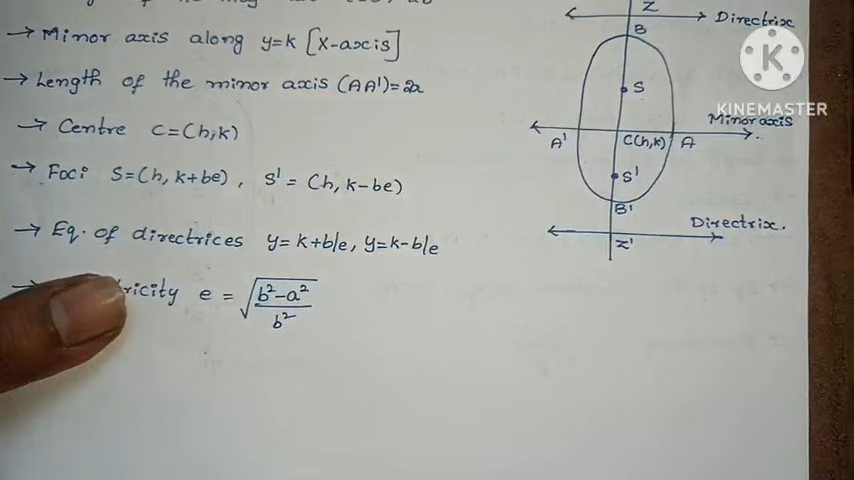 → Minor axis along y=k [X-axis]
→ Length of the minor axis (AA')=2a
→ Centre C=(h,k)
→ Foci S=(h, k+be), S'=(h, k-be)
→ Eq. of directrices y=k+b/e, y=k-b/e
e = √(b²-a²/b²)
Z
Directrix
B
S
Minor axis
A'
C(h,k)
A
S'
B'
Directrix.
Z'
K
KINEMASTER